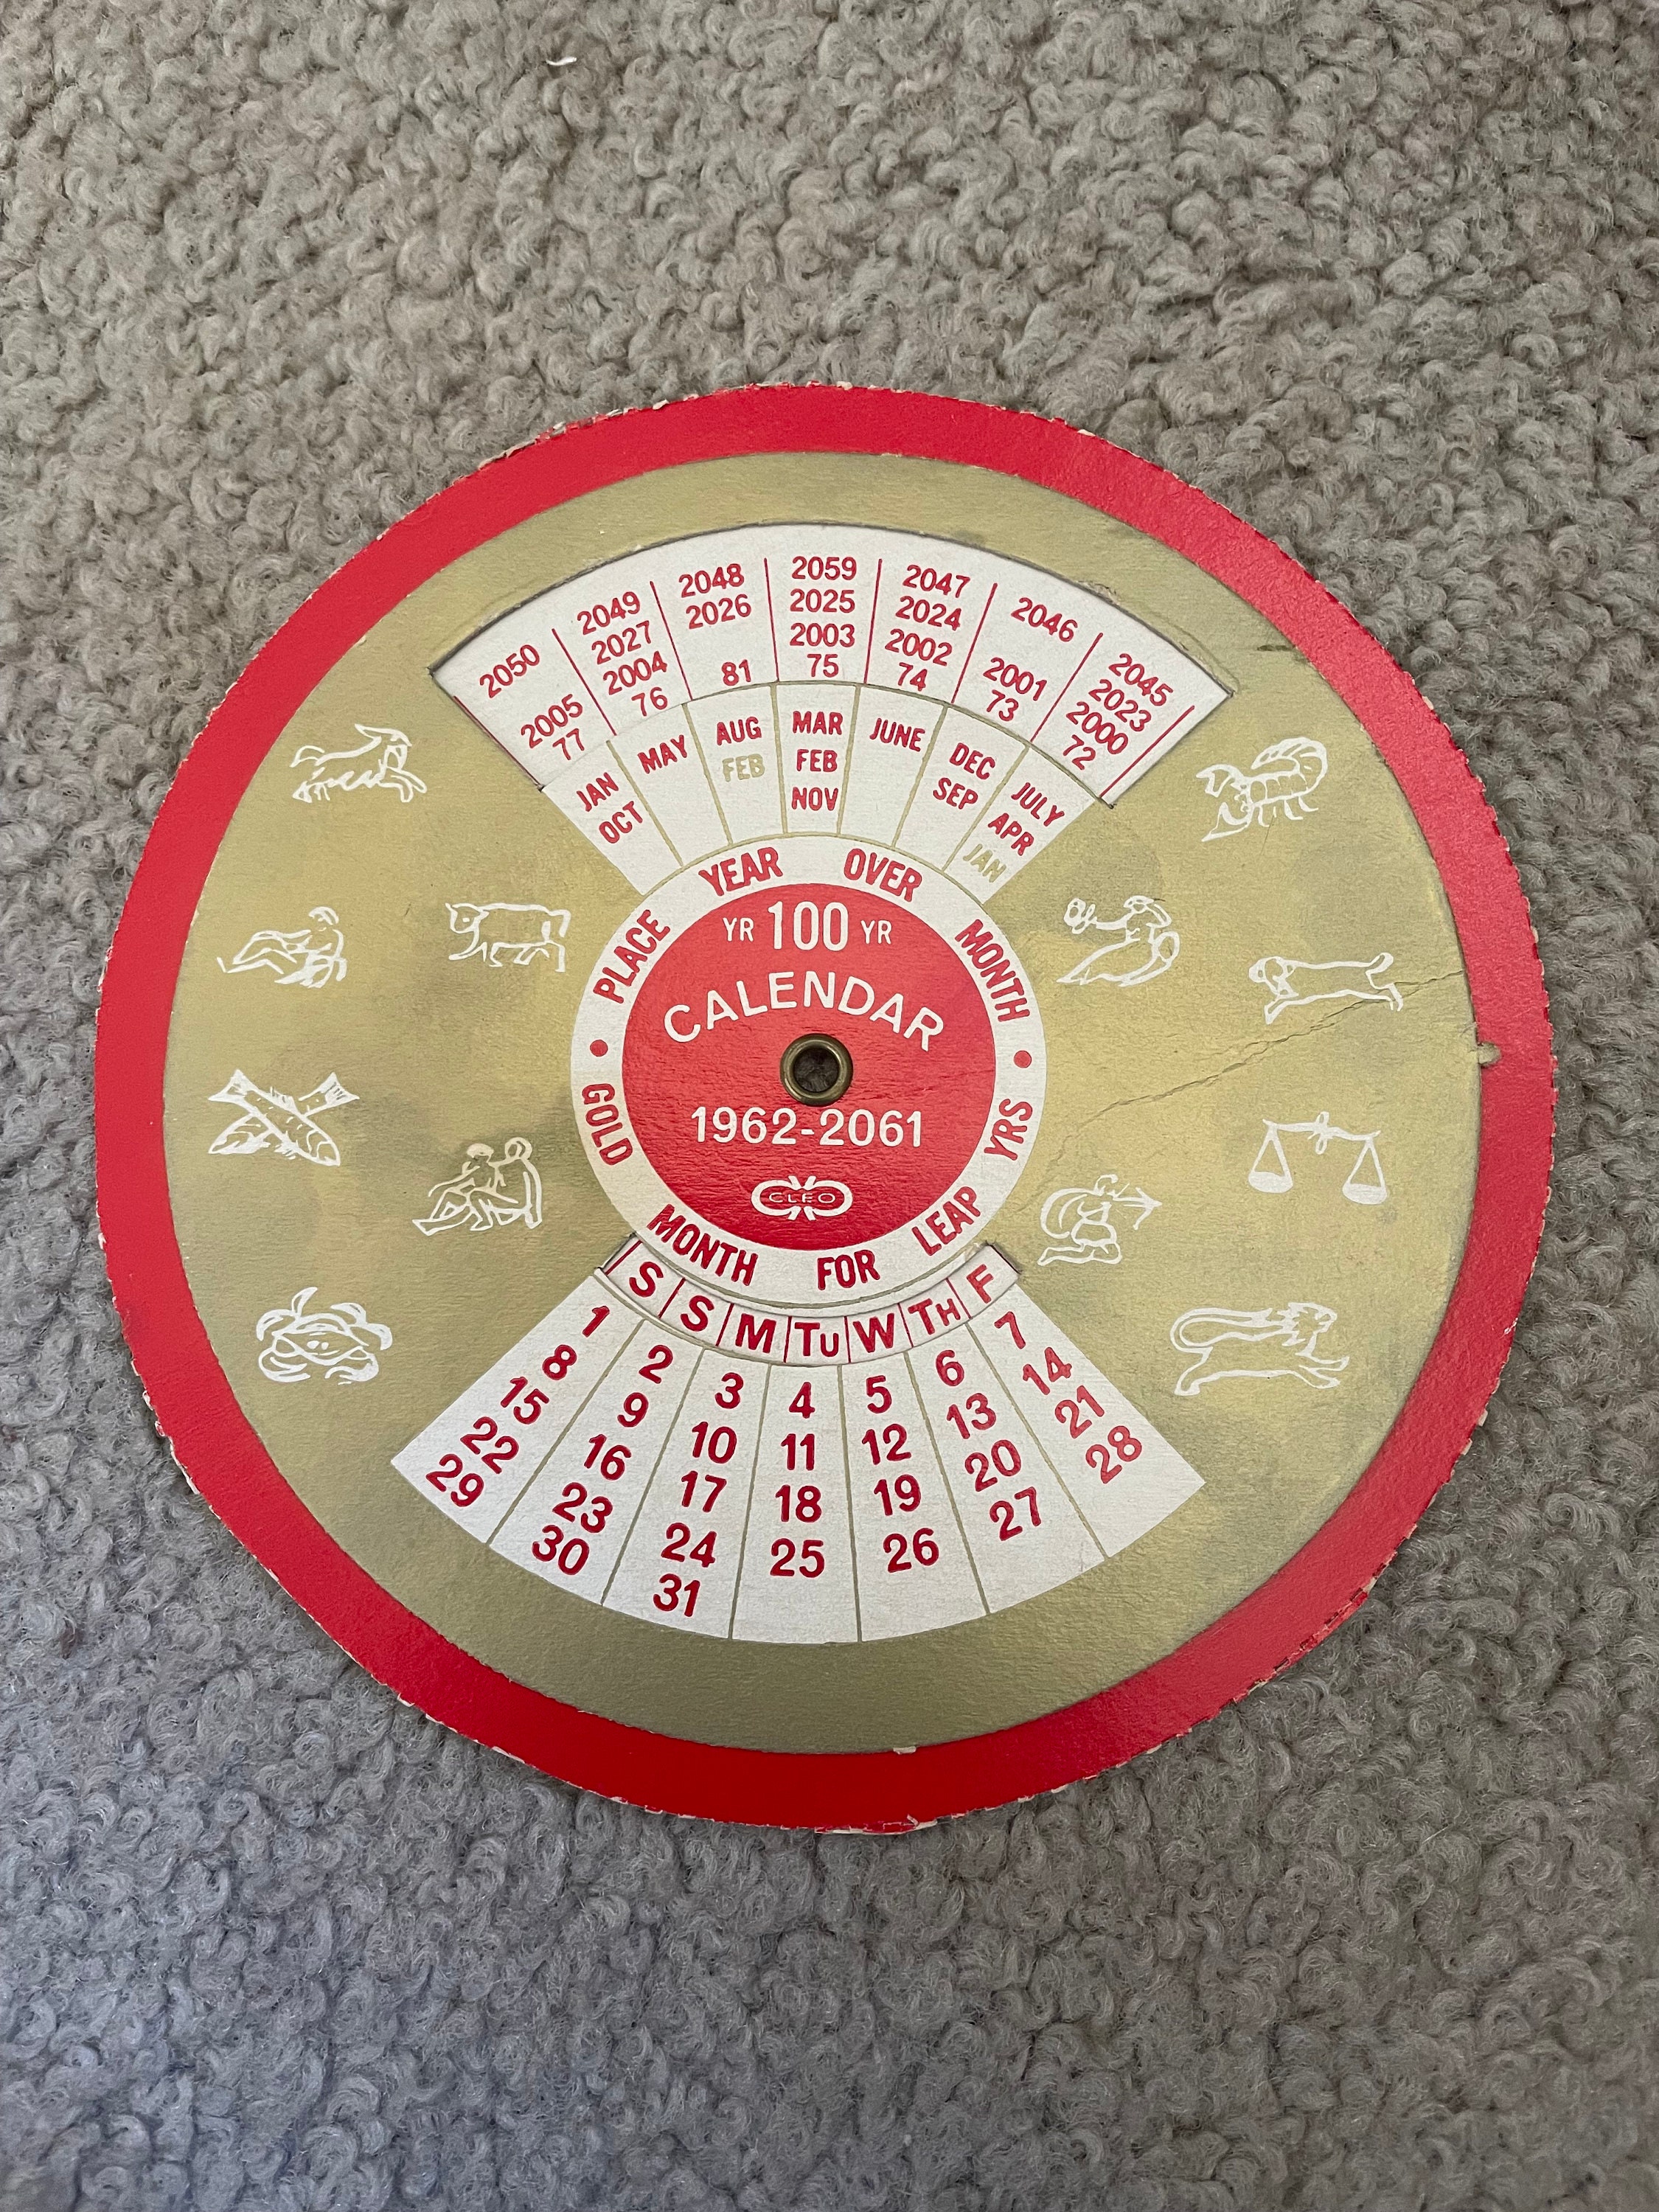 2050 2049 2048 2059 2047 2046 2045
2027 2026 2025 2024 2023
2005 2004 2003 2002 2001 2000
77 76 81 75 74 73 72
JAN MAY AUG MAR JUNE DEC JULY
OCT FEB FEB SEP APR
NOV JAN
PLACE YEAR OVER MONTH
YR 100 YR
CALENDAR
1962-2061
CLEO
GOLD MONTH FOR LEAP YRS
S S M TU W TH F
1 2 3 4 5 6 7
8 9 10 11 12 13 14
15 16 17 18 19 20 21
22 23 24 25 26 27 28
29 30 31